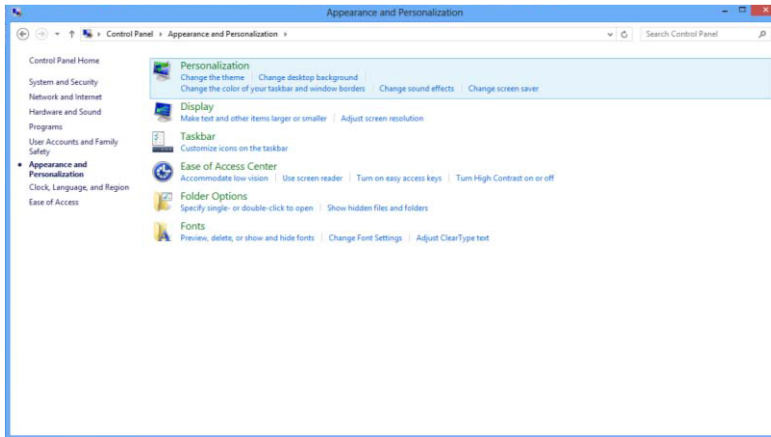 Appearance and Personalization
Control Panel Appearance and Personalization
Search Control Panel
Control Panel Home
System and Security
Network and Internet
Hardware and Sound
Programs
User Accounts and Family
Safety
Appearance and
Personalization
Clock, Language, and Region
Ease of Access
Personalization
Change the theme Change desktop background
Change the color of your taskbar and window borders Change sound effects Change screen saver
Display
Make text and other items larger or smaller Adjust screen resolution
Taskbar
Customize icons on the taskbar
Ease of Access Center
Accommodate low vision Use screen reader Turn on easy access keys Turn High Contrast on or off
Folder Options
Specify single- or double-click to open Show hidden files and folders
Fonts
Preview, delete, or show and hide fonts Change Font Settings Adjust ClearType text